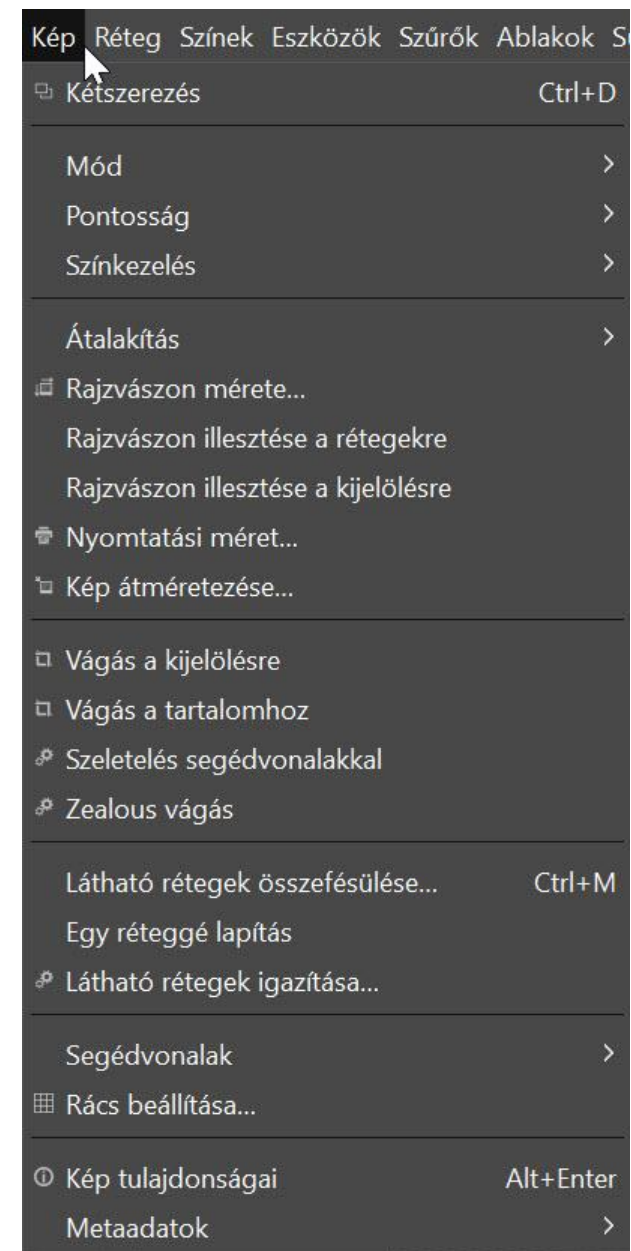 Kép Réteg Színek Eszközök Szűrők Ablakok
Kétszerezés Ctrl+D
Mód
Pontosság
Színkezelés
Átalakítás
Rajzvászon mérete...
Rajzvászon illesztése a rétegekre
Rajzvászon illesztése a kijelölésre
Nyomtatási méret...
Kép átméretezése...
Vágás a kijelölésre
Vágás a tartalomhoz
Szeletelés segédvonalakkal
Zealous vágás
Látható rétegek összefésülése... Ctrl+M
Egy réteggé lapítás
Látható rétegek igazítása...
Segédvonalak
Rács beállítása...
Kép tulajdonságai Alt+Enter
Metaadatok